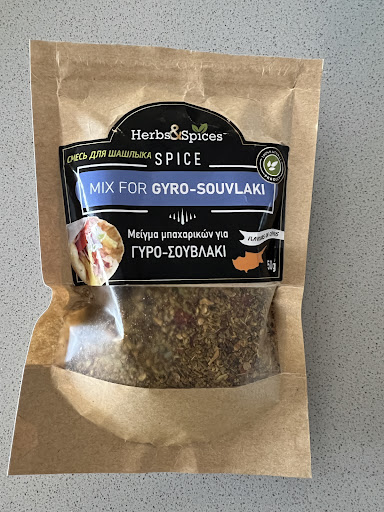 Herbs&Spices
СМЕСЬ ДЛЯ ШАШЛЫКА
SPICE
MIX FOR GYRO-SOUVLAKI
Μείγμα μπαχαρικών για
ΓΥΡΟ-ΣΟΥΒΛΑΚΙ
50g